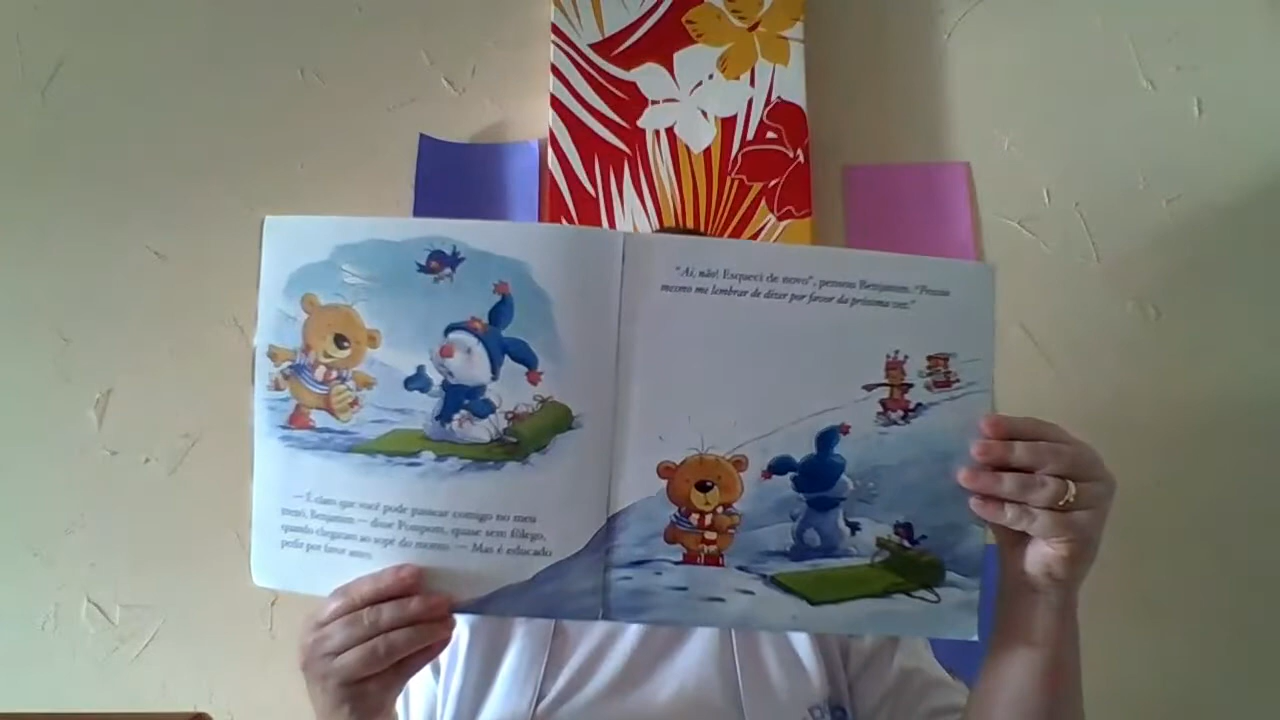 — É claro que você pode passear comigo no meu
trenó, Benjamim — disse Pompom, quase sem fôlego,
quando chegaram ao sopé do morro. — Mas é educado
pedir por favor antes.
"Ai, não! Esqueci de novo", pensou Benjamim. "Preciso
mesmo me lembrar de dizer por favor da próxima vez."